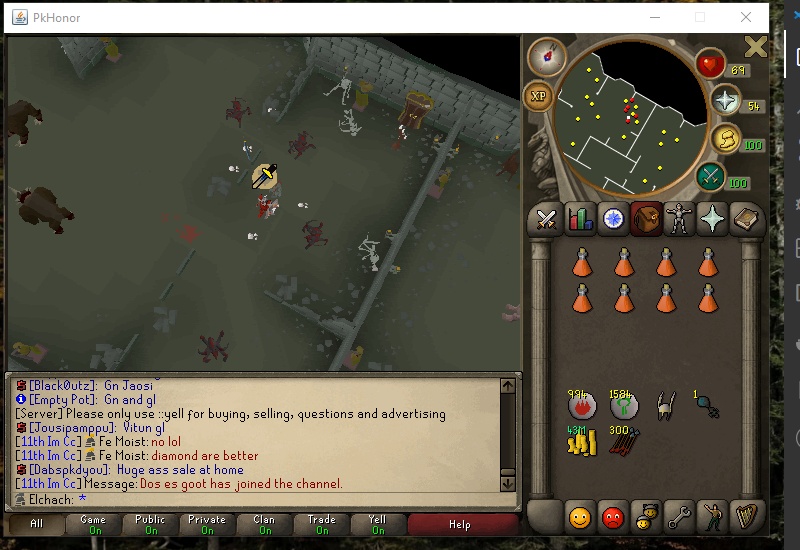 PkHonor
N
69
XP
54
100
100
994
1584
1
43M
300
[Black0utz]: Gn Jaosi
[Empty Pot]: Gn and gl
[Server] Please only use ::yell for buying, selling, questions and advertising
[Jousipamppu]: Vitun gl
[11th Im Cc] Fe Moist: no lol
[11th Im Cc] Fe Moist: diamond are better
[Dabspkdyou]: Huge ass sale at home
[11th Im Cc] Message: Dos es goot has joined the channel.
Elchach: *
All Game Public Private Clan Trade Yell Help
On On On On On On